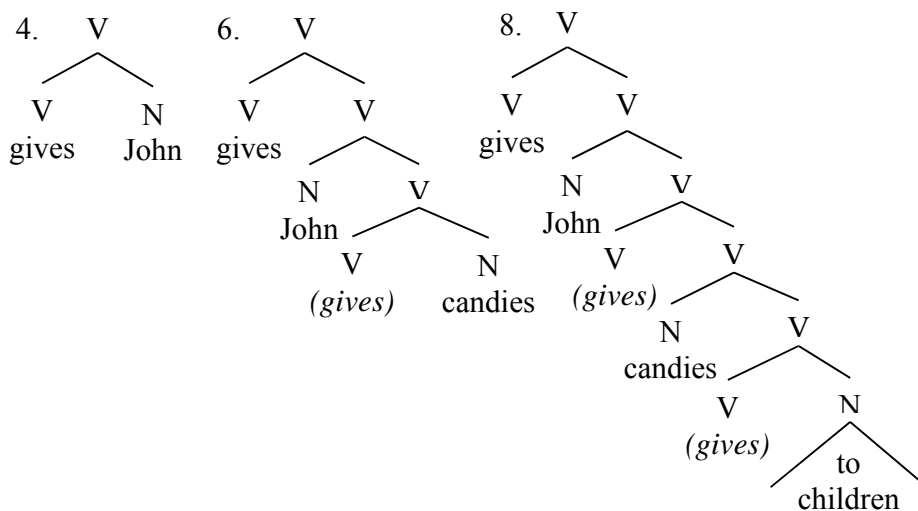 4. V 6. V 8. V
V N V V V V
gives John gives gives
N V N V
John John
V N V V
(gives) candies (gives)
N V
candies
V N
(gives) to
children